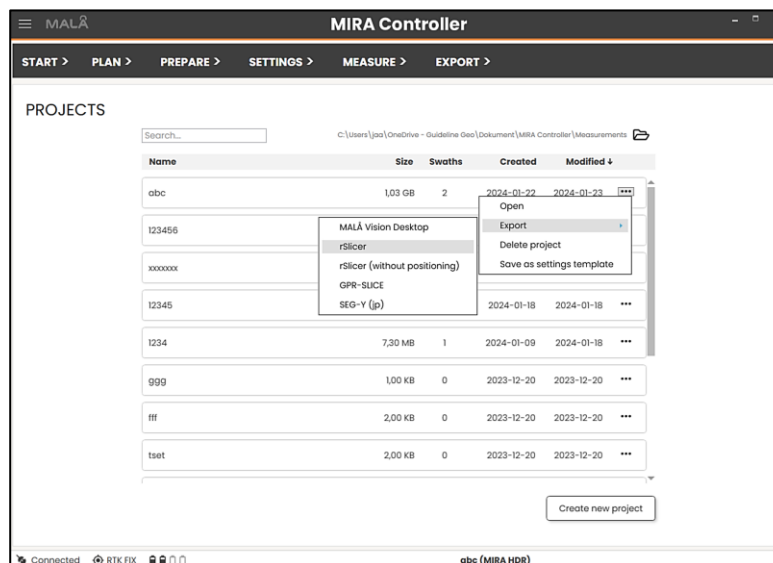 MALÅ
MIRA Controller
START > PLAN > PREPARE > SETTINGS > MEASURE > EXPORT >
PROJECTS
Search...
C:\Users\jaa\OneDrive - Guideline Geo\Dokument\MIRA Controller\Measurements
Name Size Swaths Created Modified ↓
abc 1,03 GB 2 2024-01-22 2024-01-23 •••
Open
Export
Delete project
Save as settings template
MALÅ Vision Desktop
rSlicer
rSlicer (without positioning)
GPR-SLICE
SEG-Y (jp)
123456
xxxxxxx
12345 2024-01-18 2024-01-18 •••
1234 7,30 MB 1 2024-01-09 2024-01-18 •••
ggg 1,00 KB 0 2023-12-20 2023-12-20 •••
fff 2,00 KB 0 2023-12-20 2023-12-20 •••
tset 2,00 KB 0 2023-12-20 2023-12-20 •••
Create new project
Connected RTK FIX abc (MIRA HDR)